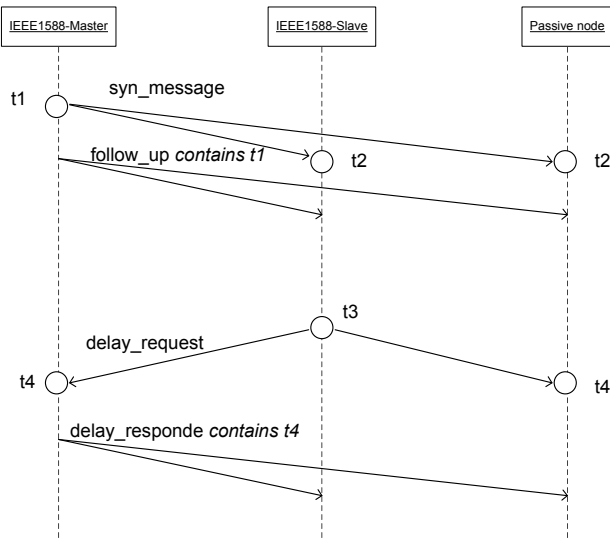 IEEE1588-Master
IEEE1588-Slave
Passive node
syn_message
t1
follow_up contains t1
t2
t2
t3
delay_request
t4
t4
delay_responde contains t4